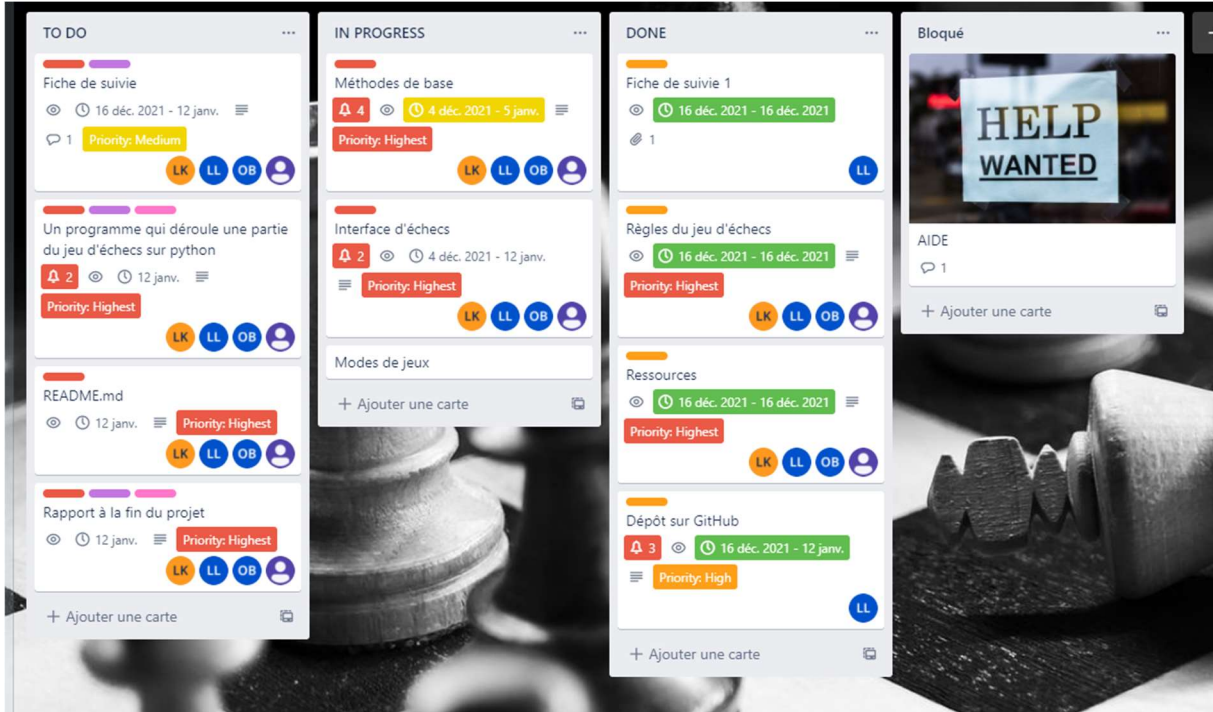 TO DO
Fiche de suivie
16 déc. 2021 - 12 janv.
1 Priority: Medium
LK LL OB
Un programme qui déroule une partie
du jeu d'échecs sur python
2 12 janv.
Priority: Highest
LK LL OB
README.md
12 janv. Priority: Highest
LK LL OB
Rapport à la fin du projet
12 janv. Priority: Highest
LK LL OB
+ Ajouter une carte
IN PROGRESS
Méthodes de base
4 4 déc. 2021 - 5 janv.
Priority: Highest
LK LL OB
Interface d'échecs
2 4 déc. 2021 - 12 janv.
Priority: Highest
LK LL OB
Modes de jeux
+ Ajouter une carte
DONE
Fiche de suivie 1
16 déc. 2021 - 16 déc. 2021
1
LL
Règles du jeu d'échecs
16 déc. 2021 - 16 déc. 2021
Priority: Highest
LK LL OB
Ressources
16 déc. 2021 - 16 déc. 2021
Priority: Highest
LK LL OB
Dépôt sur GitHub
3 16 déc. 2021 - 12 janv.
Priority: High
LL
+ Ajouter une carte
Bloqué
HELP
WANTED
AIDE
1
+ Ajouter une carte